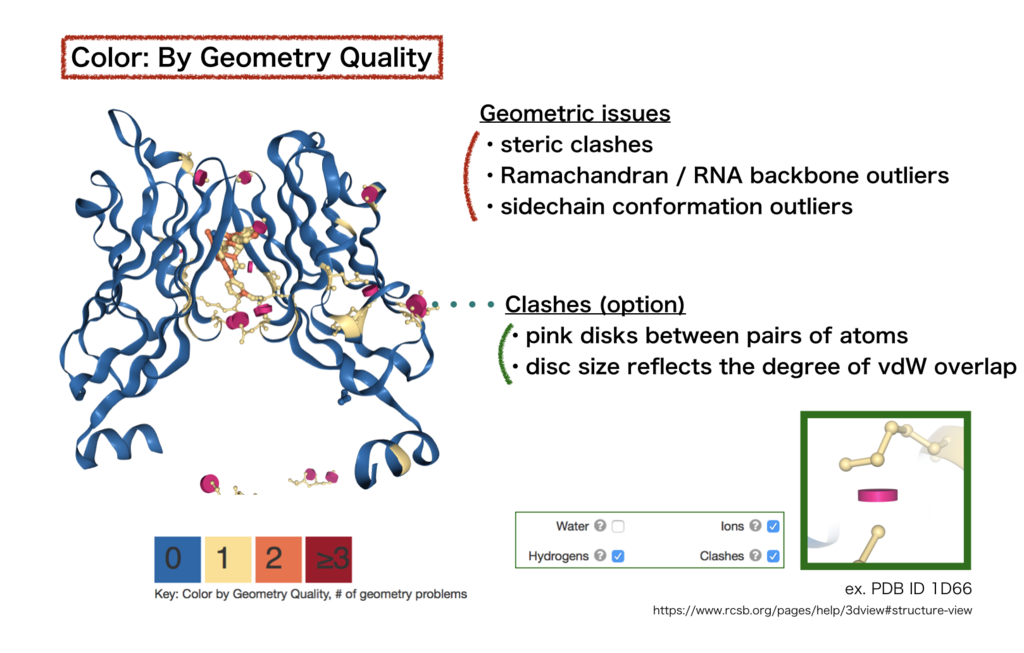 Color: By Geometry Quality
Geometric issues
・steric clashes
・Ramachandran / RNA backbone outliers
・sidechain conformation outliers
Clashes (option)
・pink disks between pairs of atoms
・disc size reflects the degree of vdW overlap
Water ? Ions ?
Hydrogens ? Clashes ?
0 1 2 ≥3
Key: Color by Geometry Quality, # of geometry problems
ex. PDB ID 1D66
https://www.rcsb.org/pages/help/3dview#structure-view